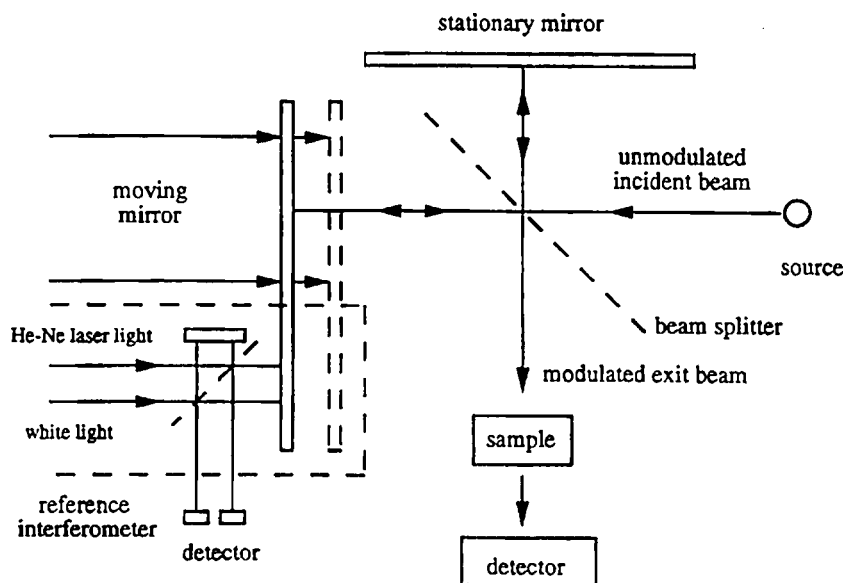 stationary mirror
unmodulated
incident beam
moving
mirror
source
He-Ne laser light
beam splitter
modulated exit beam
white light
sample
reference
interferometer
detector
detector